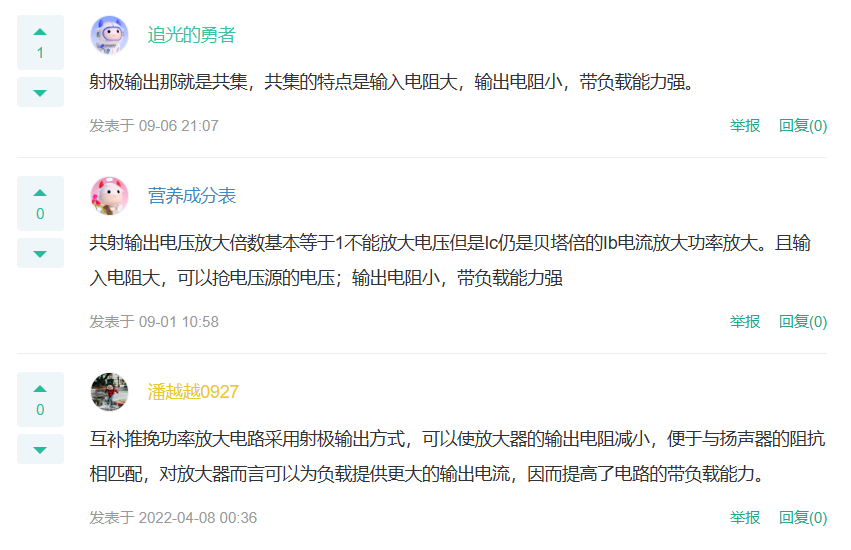 1
追光的勇者
射极输出那就是共集，共集的特点是输入电阻大，输出电阻小，带负载能力强。
发表于 09-06 21:07
举报 回复(0)
0
营养成分表
共射输出电压放大倍数基本等于1不能放大电压但是Ic仍是贝塔倍的Ib电流放大功率放大。且输
入电阻大，可以抢电压源的电压；输出电阻小，带负载能力强
发表于 09-01 10:58
举报 回复(0)
0
潘越越0927
互补推挽功率放大电路采用射极输出方式，可以使放大器的输出电阻减小，便于与扬声器的阻抗
相匹配，对放大器而言可以为负载提供更大的输出电流，因而提高了电路的带负载能力。
发表于 2022-04-08 00:36
举报 回复(0)